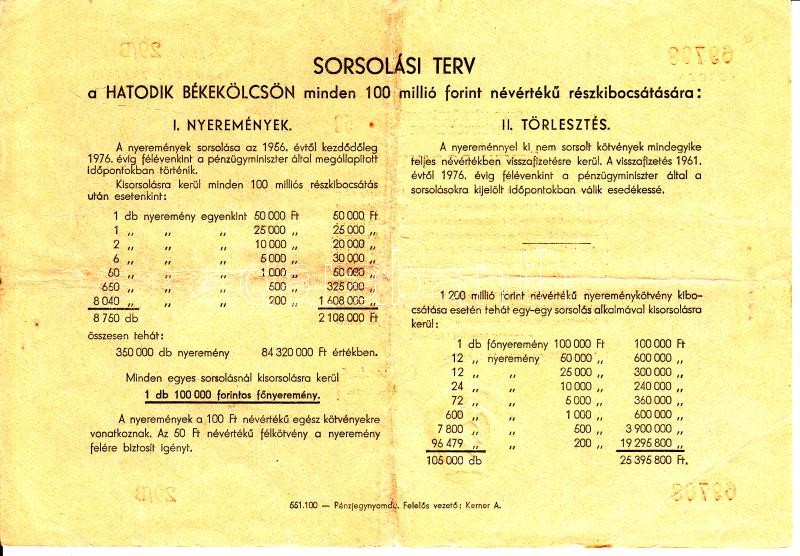 SORSOLÁSI TERV
a HATODIK BÉKEKÖLCSÖN minden 100 millió forint névértékű részkibocsátására:
I. NYEREMÉNYEK.
A nyeremények sorsolása az 1956. évtől kezdődőleg
1976. évig félévenkint a pénzügyminiszter által megállapított
időpontokban történik.
Kisorsolásra kerül minden 100 milliós részkibocsátás
után esetenkint:
1 db nyeremény egyenkint 50 000 Ft 50 000 Ft
1 „ „ „ 25 000 „ 25 000 „
2 „ „ „ 10 000 „ 20 000 „
6 „ „ „ 5 000 „ 30 000 „
50 „ „ „ 1 000 „ 50 000 „
650 „ „ „ 500 „ 325 000 „
8 040 „ „ „ 200 „ 1 608 000 „
8 750 db 2 108 000 Ft
összesen tehát:
350 000 db nyeremény 84 320 000 Ft értékben.
Minden egyes sorsolásnál kisorsolásra kerül
1 db 100 000 forintos főnyeremény.
A nyeremények a 100 Ft névértékű egész kötvényekre
vonatkoznak. Az 50 Ft névértékű félkötvény a nyeremény
felére biztosít igényt.
II. TÖRLESZTÉS.
A nyereménnyel ki nem sorsolt kötvények mindegyike
teljes névértékben visszafizetésre kerül. A visszafizetés 1961.
évtől 1976. évig félévenkint a pénzügyminiszter által a
sorsolásokra kijelölt időpontokban válik esedékessé.
1 200 millió forint névértékű nyereménykötvény kibo-
csátása esetén tehát egy-egy sorsolás alkalmával kisorsolásra
kerül:
1 db főnyeremény 100 000 Ft 100 000 Ft
12 „ nyeremény 50 000 „ 600 000 „
12 „ „ 25 000 „ 300 000 „
24 „ „ 10 000 „ 240 000 „
72 „ „ 5 000 „ 360 000 „
600 „ „ 1 000 „ 600 000 „
7 800 „ „ 500 „ 3 900 000 „
96 479 „ „ 200 „ 19 295 800 „
105 000 db 25 395 800 Ft.
551.100 — Pénzjegynyomda. Felelős vezető: Kerner A.